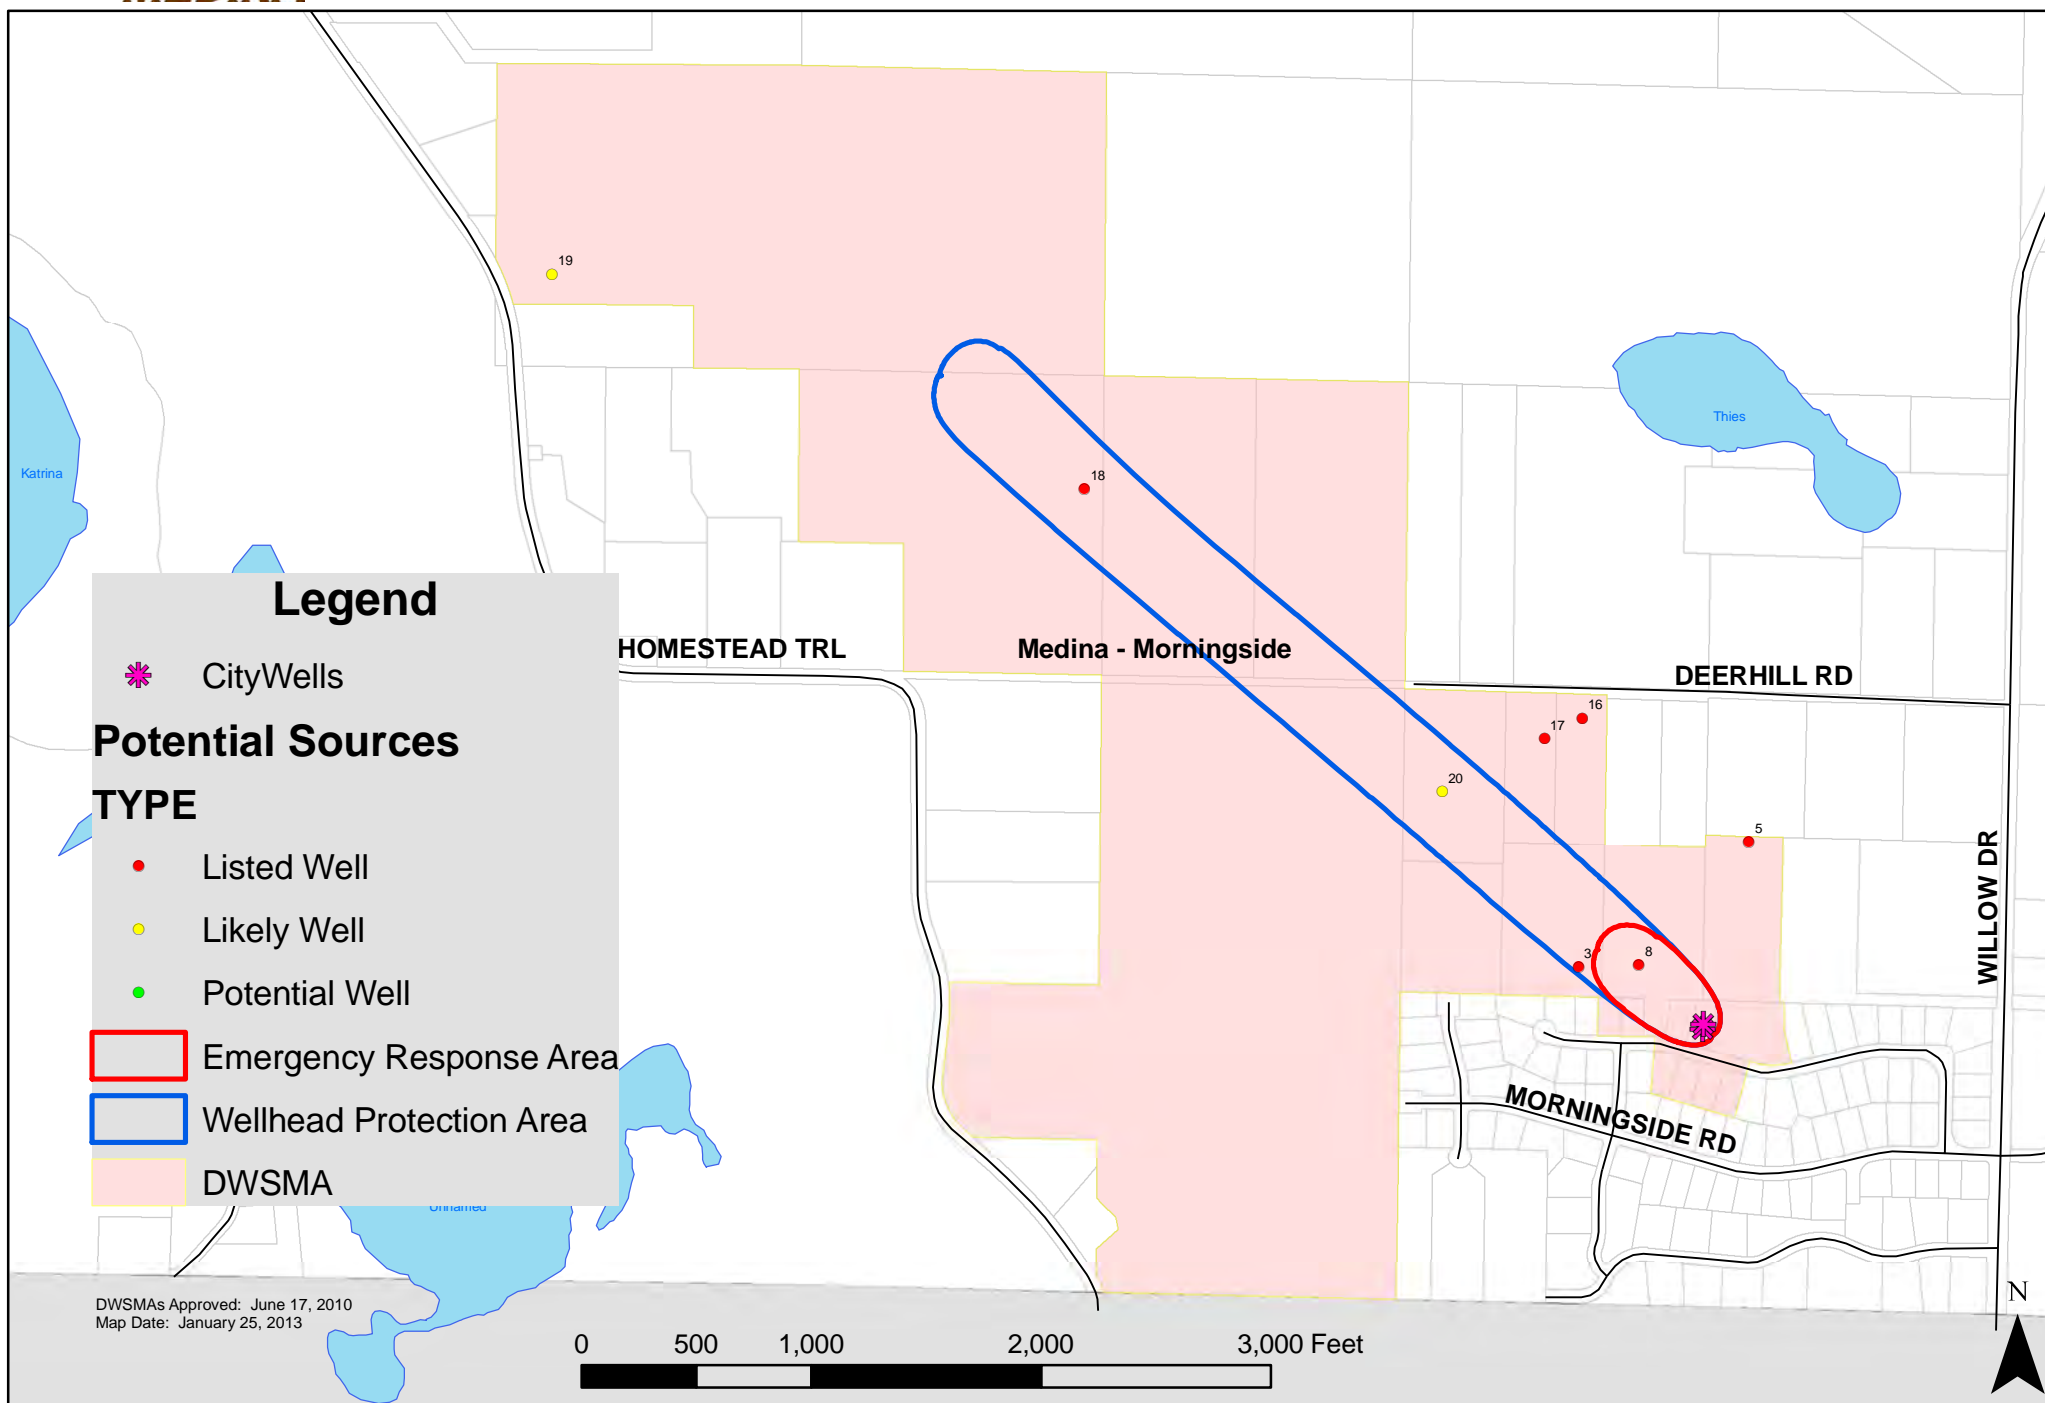 19
Katrina
Thies
18
Legend
HOMESTEAD TRL
Medina - Morningside
DEERHILL RD
CityWells
16
17
Potential Sources
20
TYPE
5
WILLOW DR
Listed Well
Likely Well
3
8
Potential Well
Emergency Response Area
MORNINGSIDE RD
Wellhead Protection Area
DWSMA
Unnamed
DWSMAs Approved: June 17, 2010
Map Date: January 25, 2013
N
0 500 1,000 2,000 3,000 Feet